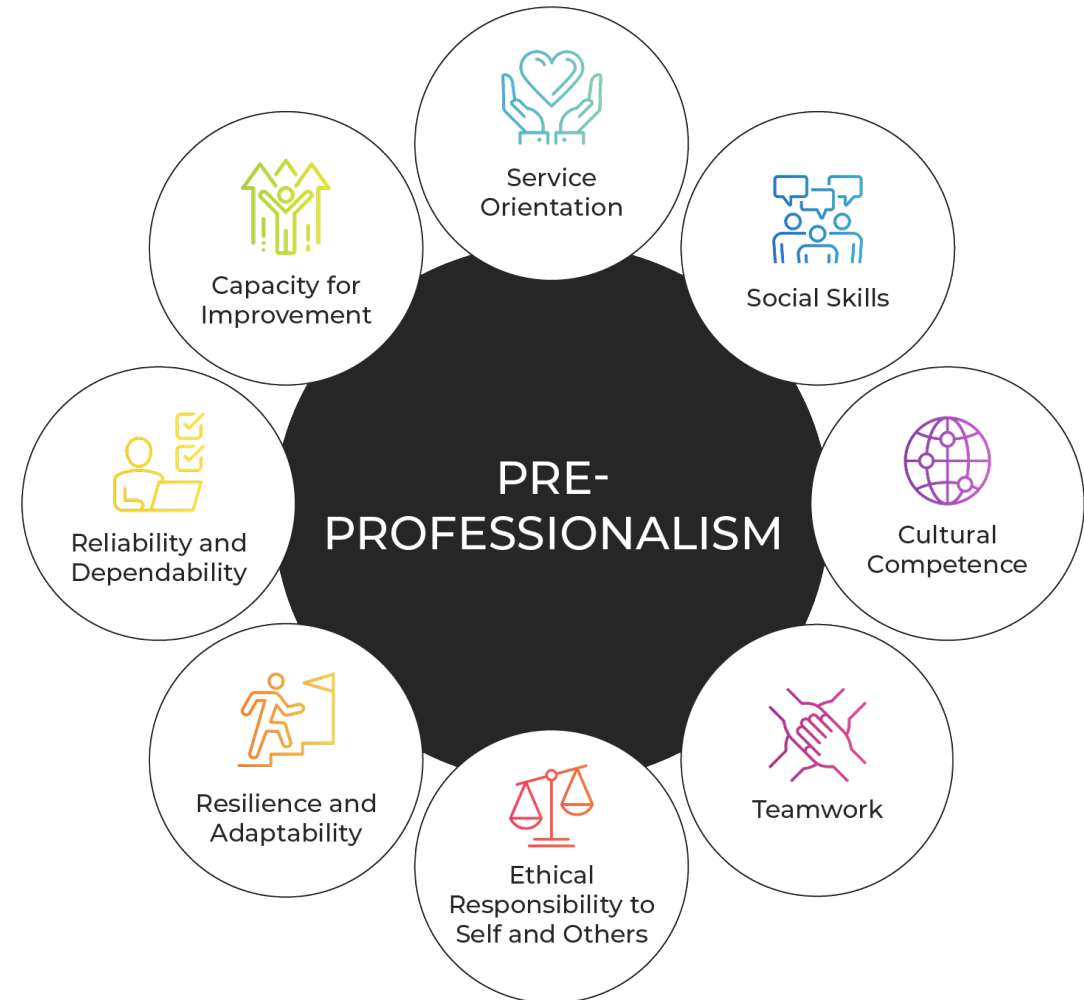 Service
Orientation
Social Skills
Cultural
Competence
Teamwork
Ethical
Responsibility to
Self and Others
Resilience and
Adaptability
Reliability and
Dependability
Capacity for
Improvement
PRE-
PROFESSIONALISM